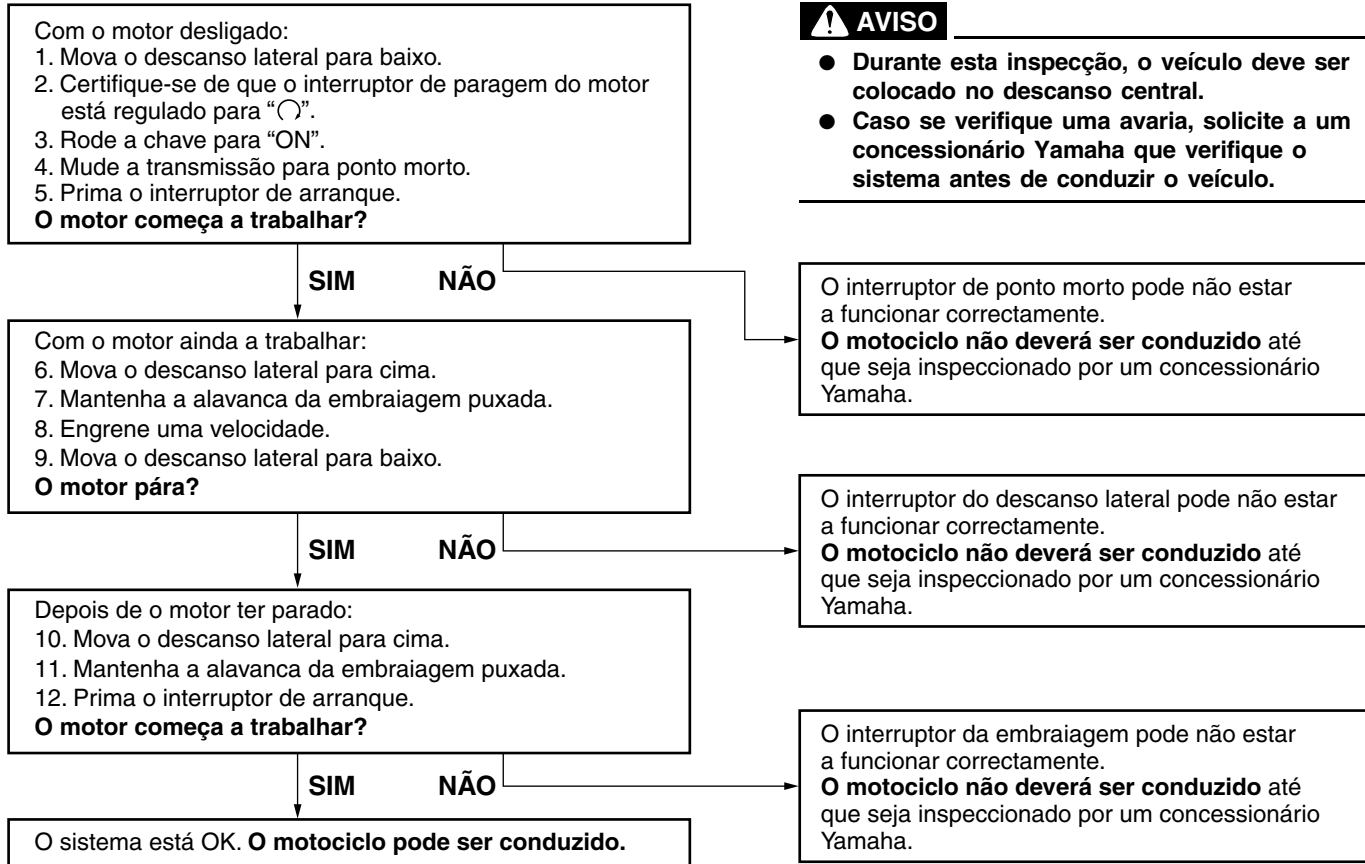 Com o motor desligado:
1. Mova o descanso lateral para baixo.
2. Certifique-se de que o interruptor de paragem do motor
está regulado para “○”.
3. Rode a chave para “ON”.
4. Mude a transmissão para ponto morto.
5. Prima o interruptor de arranque.
O motor começa a trabalhar?
AVISO
● Durante esta inspecção, o veículo deve ser
colocado no descanso central.
● Caso se verifique uma avaria, solicite a um
concessionário Yamaha que verifique o
sistema antes de conduzir o veículo.
SIM NÃO
O interruptor de ponto morto pode não estar
a funcionar correctamente.
O motociclo não deverá ser conduzido até
que seja inspeccionado por um concessionário
Yamaha.
Com o motor ainda a trabalhar:
6. Mova o descanso lateral para cima.
7. Mantenha a alavanca da embraiagem puxada.
8. Engrene uma velocidade.
9. Mova o descanso lateral para baixo.
O motor pára?
SIM NÃO
O interruptor do descanso lateral pode não estar
a funcionar correctamente.
O motociclo não deverá ser conduzido até
que seja inspeccionado por um concessionário
Yamaha.
Depois de o motor ter parado:
10. Mova o descanso lateral para cima.
11. Mantenha a alavanca da embraiagem puxada.
12. Prima o interruptor de arranque.
O motor começa a trabalhar?
SIM NÃO
O interruptor da embraiagem pode não estar
a funcionar correctamente.
O motociclo não deverá ser conduzido até
que seja inspeccionado por um concessionário
Yamaha.
O sistema está OK. O motociclo pode ser conduzido.